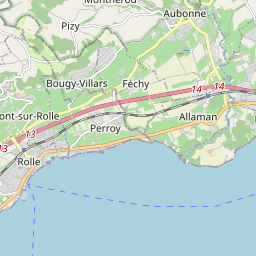 Montherod
Pizy
Aubonne
Bougy-Villars
Féchy
14
14
ont-sur-Rolle
Allaman
13
Perroy
13
Rolle